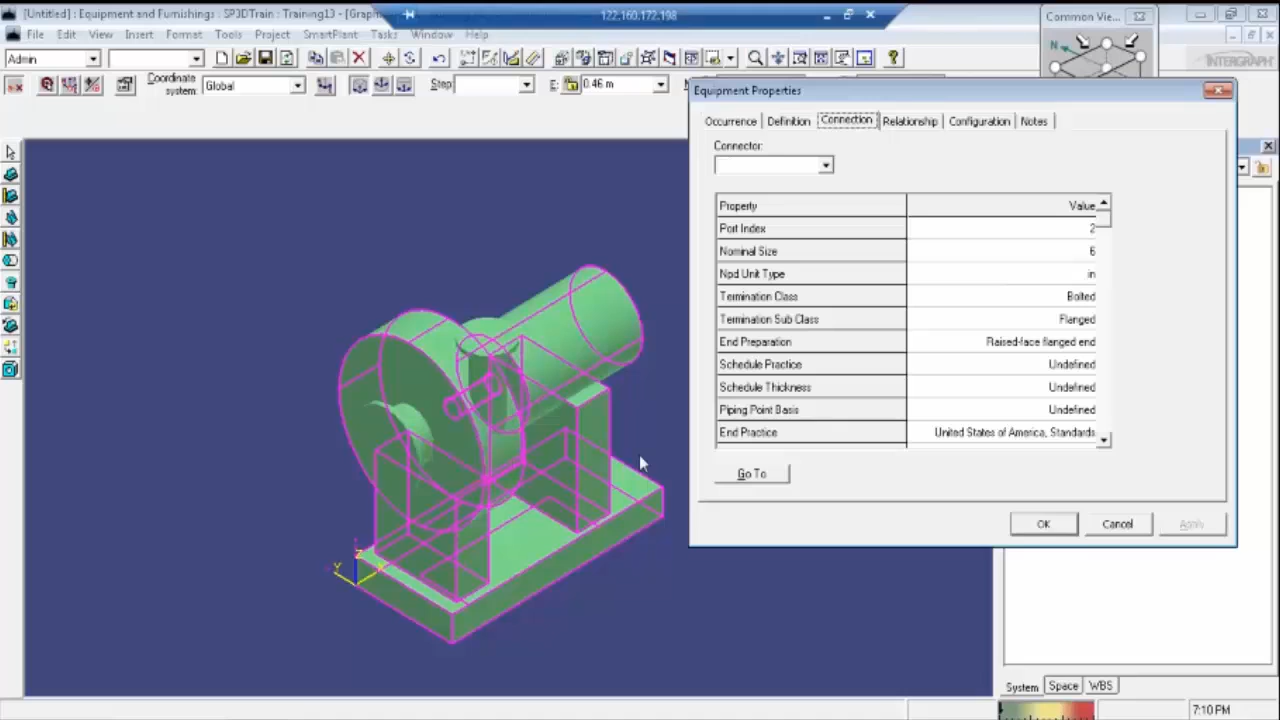 [Untitled] : Equipment and Furnishings : SP3DTrain : Training13 - [Graph
122.160.172.198
Common Vie...
File Edit View Insert Format Tools Project SmartPlant Tasks Window Help
Admin
INTERGRAPH
Coordinate system: Global
Step
E: 0.46 m
N
Equipment Properties
Occurrence Definition Connection Relationship Configuration Notes
Connector:
Property Value
Port Index 2
Nominal Size 6
Npd Unit Type in
Termination Class Bolted
Termination Sub Class Flanged
End Preparation Raised-face flanged end
Schedule Practice Undefined
Schedule Thickness Undefined
Piping Point Basis Undefined
End Practice United States of America, Standards
Go To
OK Cancel Apply
Z
Y X
System Space WBS
7:10 PM